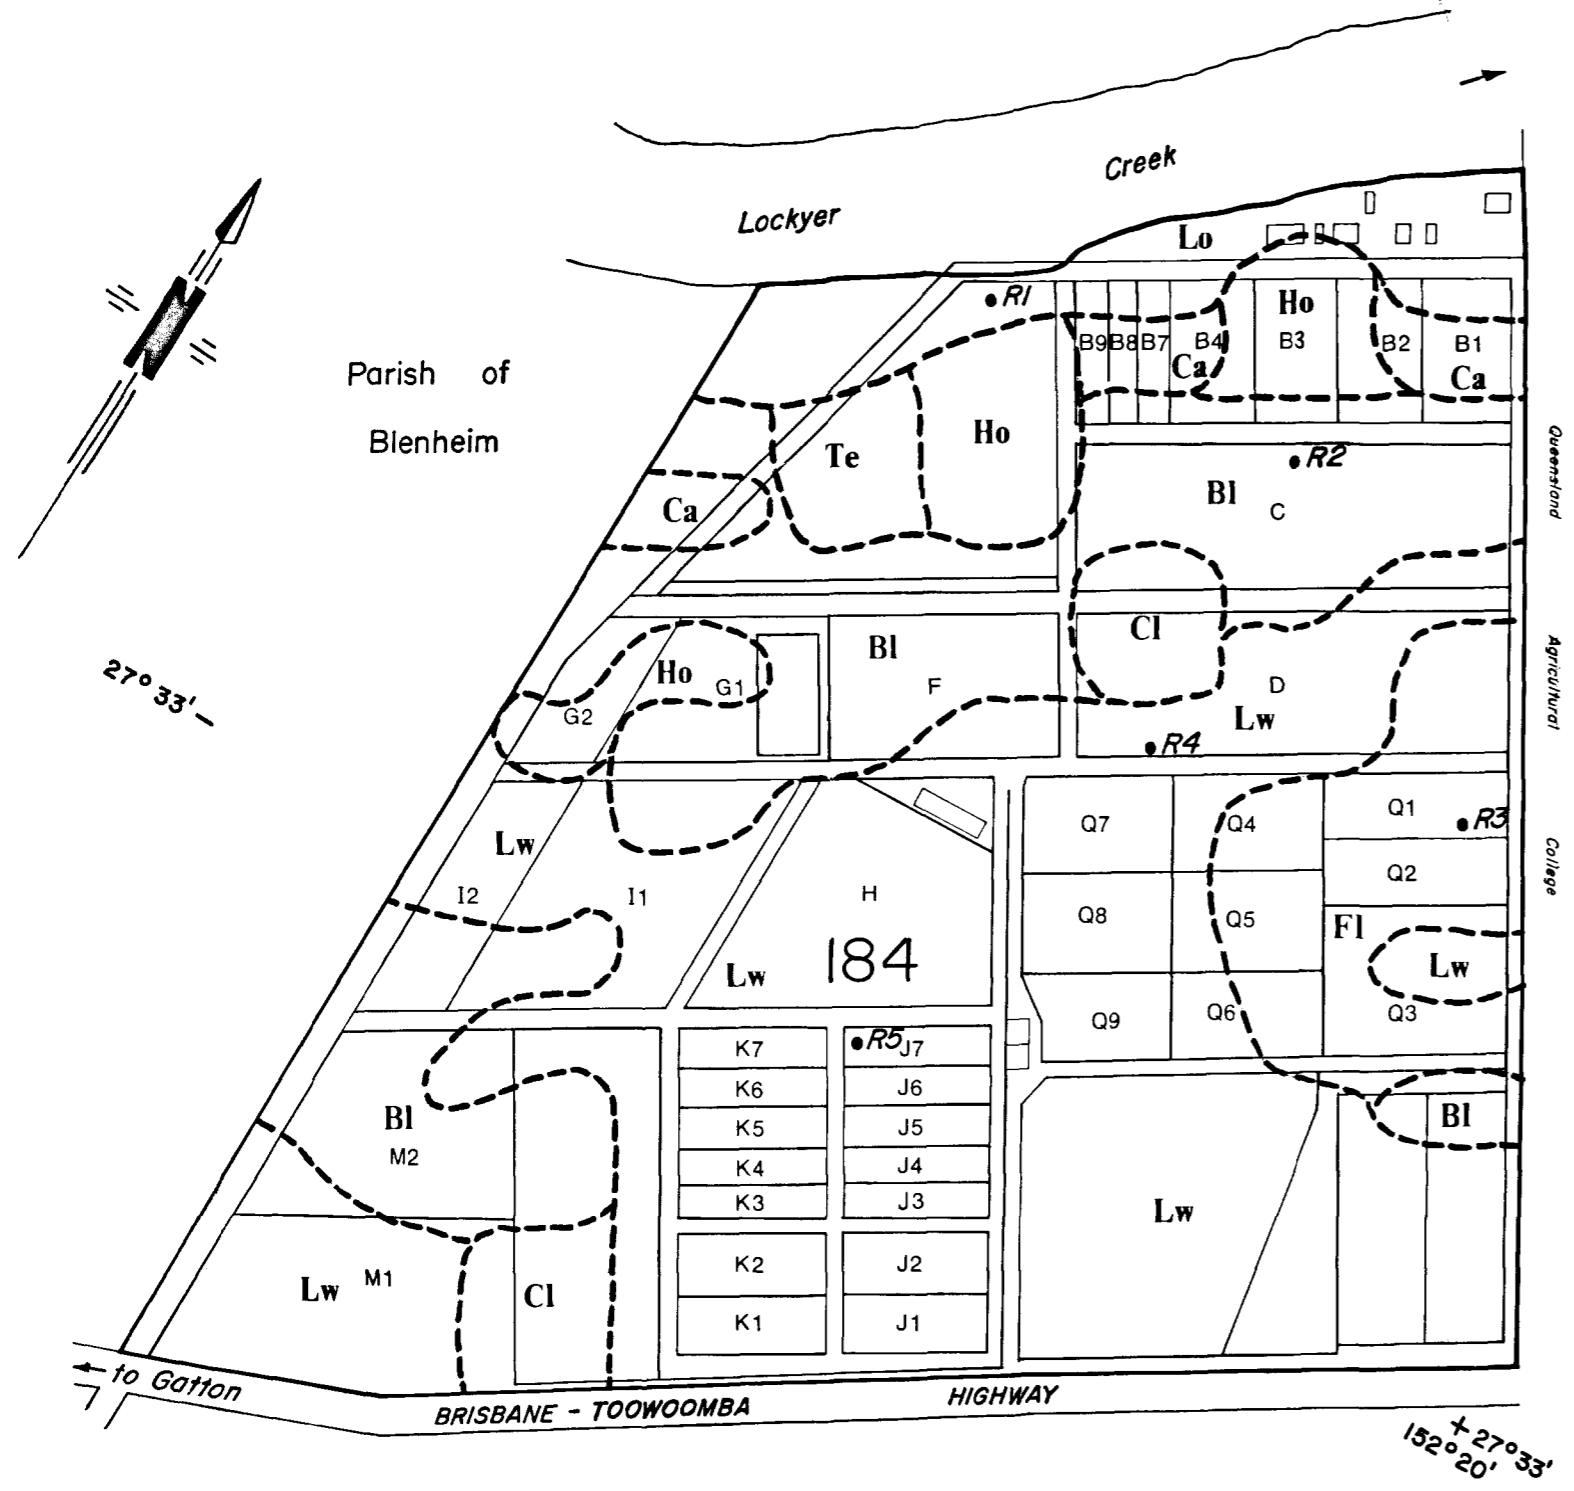 Creek
Lockyer
Lo
R1
Ho
Parish of
Blenheim
B9 B8 B7 B4 B3 B2 B1
Ca
Ca
Te
Ho
R2
Bl
C
Queensland
Ca
Cl
Bl
Ho
G1
F
D
Agricultural
27° 33'
G2
Lw
R4
Q7
Q4
Q1
R3
Lw
Q2
College
I2
I1
H
Q8
Q5
Fl
184
Lw
Lw
Q9
Q6
Q3
K7
R5
J7
K6
J6
Bl
K5
J5
Bl
M2
K4
J4
K3
J3
Lw
K2
J2
Lw
M1
Cl
K1
J1
to Gatton
BRISBANE - TOOWOOMBA HIGHWAY
+ 27° 33'
152° 20'